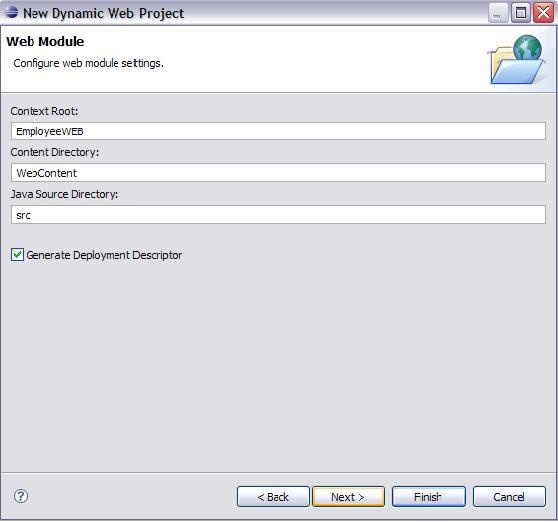 New Dynamic Web Project
Web Module
Configure web module settings.
Context Root:
EmployeeWEB
Content Directory:
WebContent
Java Source Directory:
src
Generate Deployment Descriptor
?
< Back Next > Finish Cancel